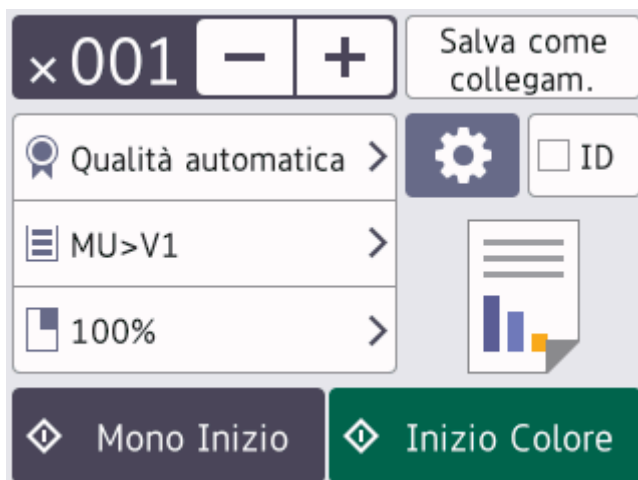 ×001 − +
Salva come
collegam.
Qualità automatica >
ID
MU>V1 >
100% >
Mono Inizio
Inizio Colore